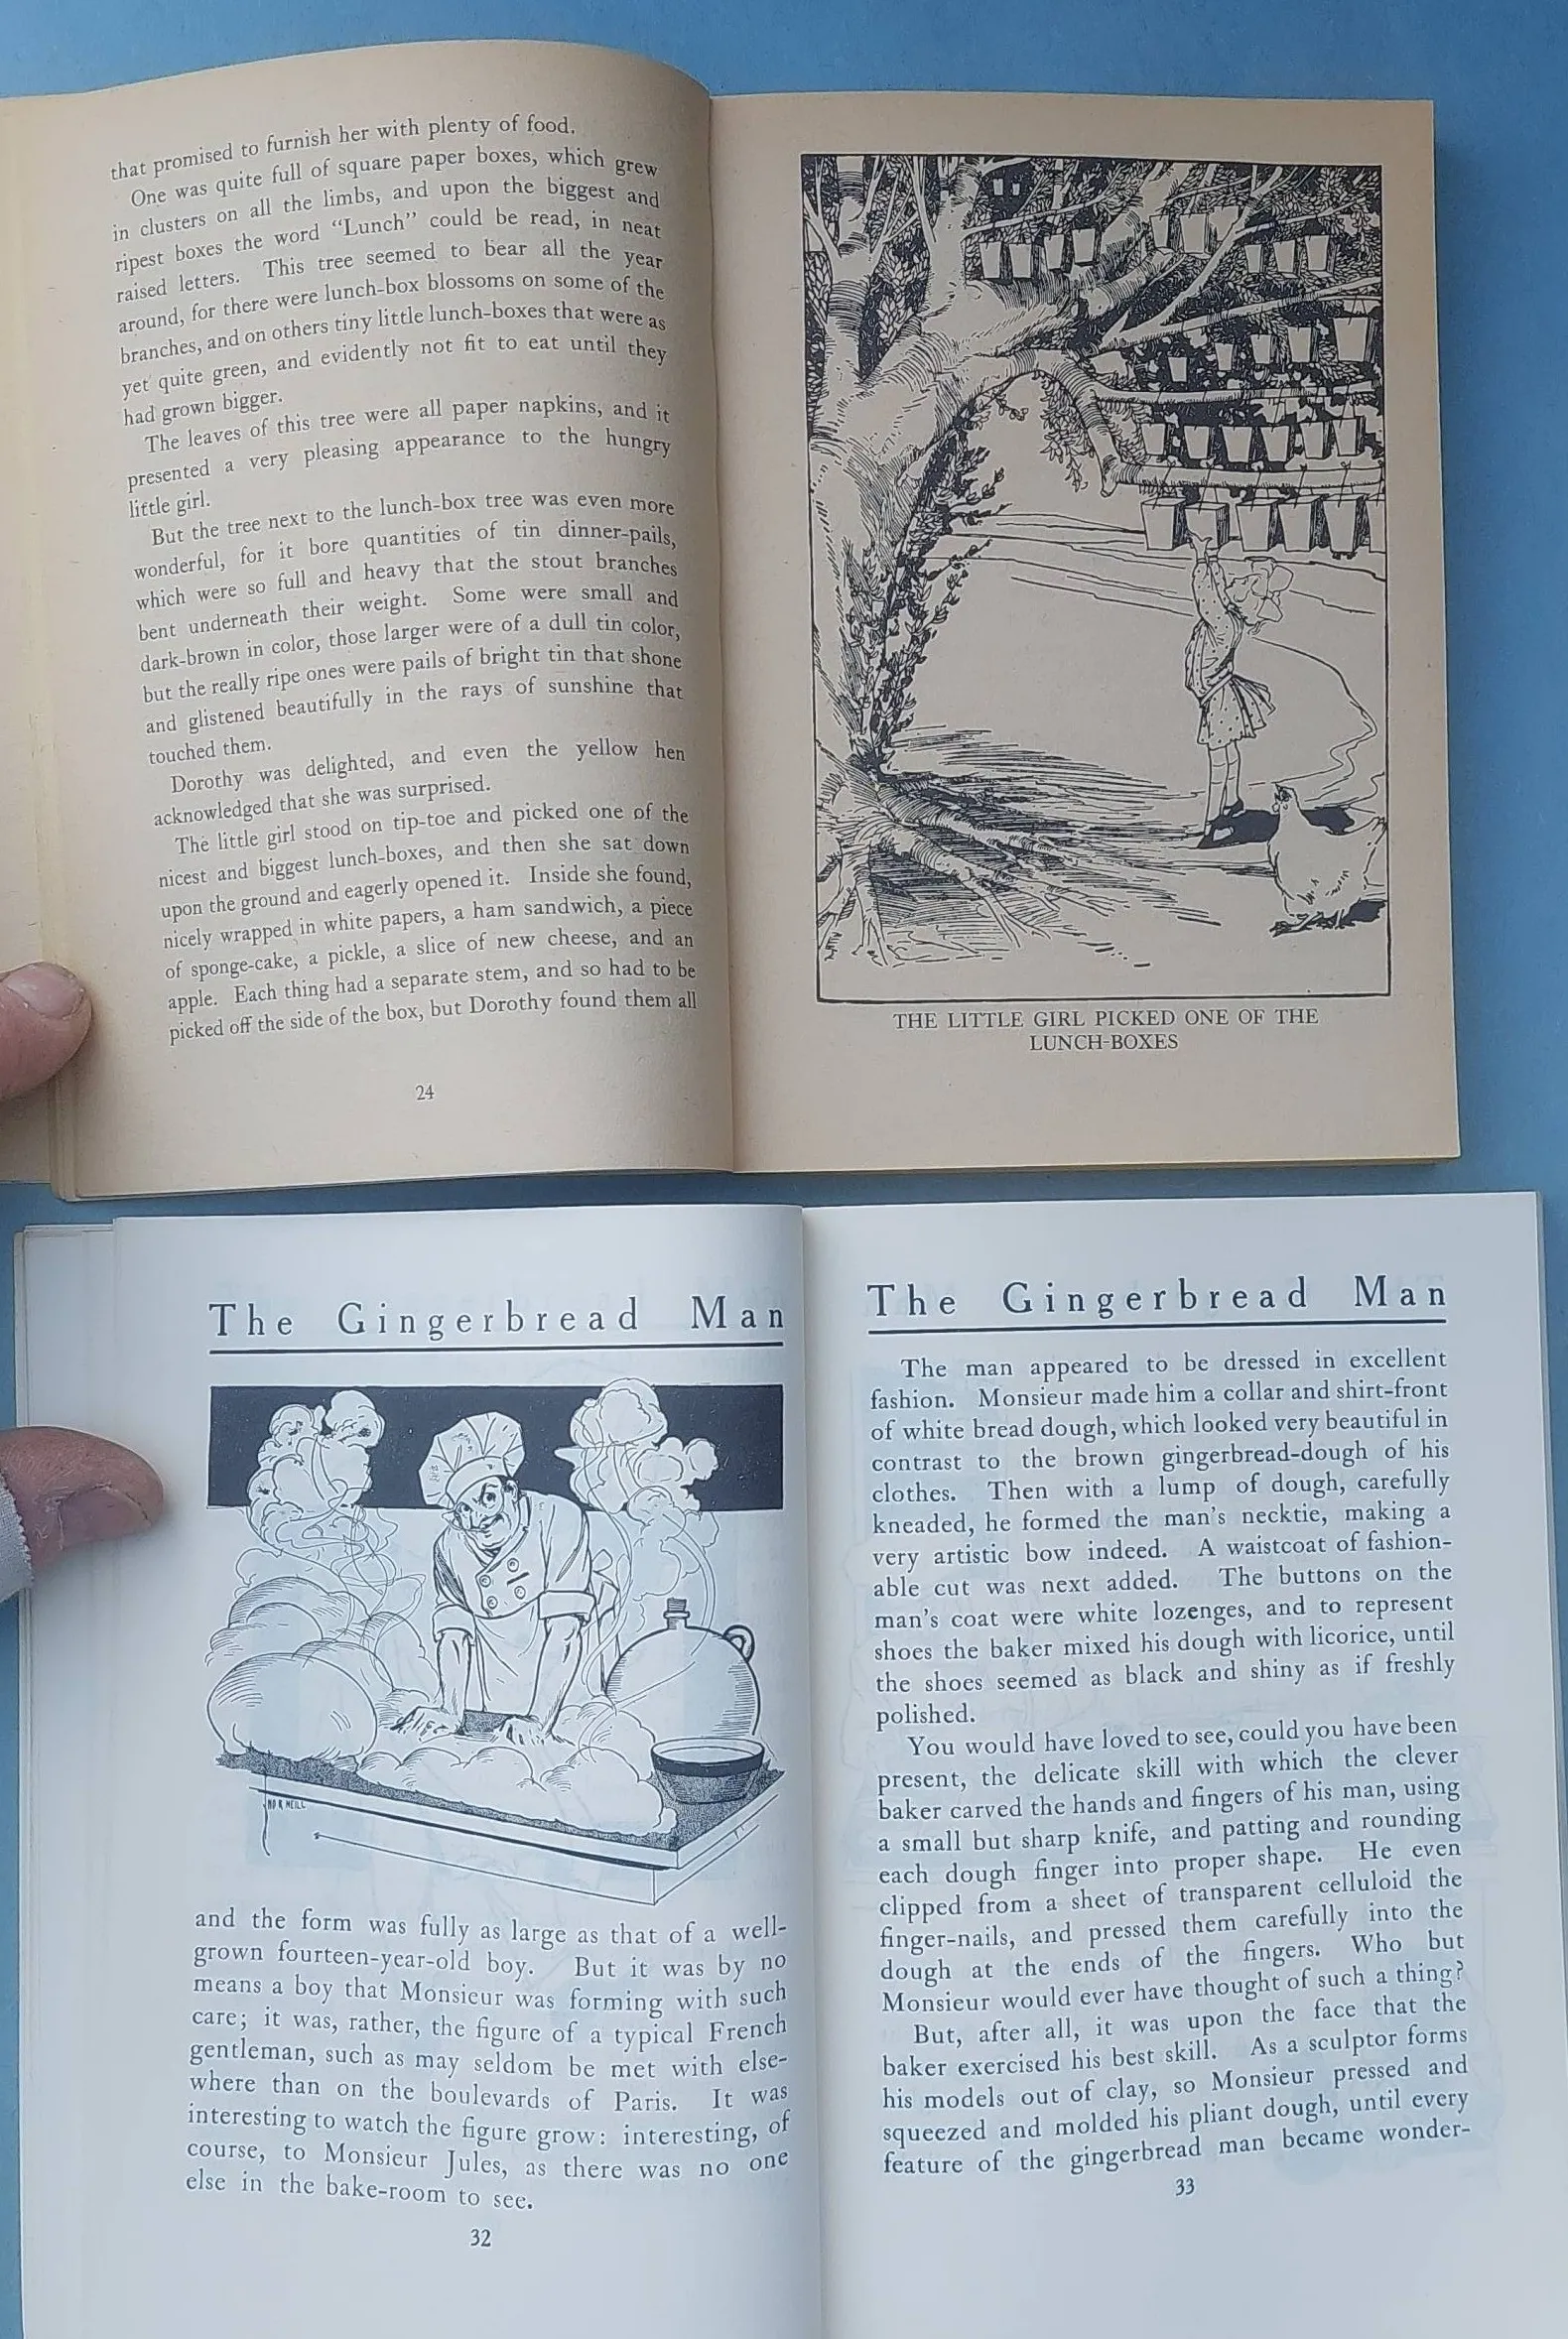 that promised to furnish her with plenty of food.
One was quite full of square paper boxes, which grew
in clusters on all the limbs, and upon the biggest and
ripest boxes the word "Lunch" could be read, in neat
raised letters. This tree seemed to bear all the year
around, for there were lunch-box blossoms on some of the
branches, and on others tiny little lunch-boxes that were as
yet quite green, and evidently not fit to eat until they
had grown bigger.
The leaves of this tree were all paper napkins, and it
presented a very pleasing appearance to the hungry
little girl.
But the tree next to the lunch-box tree was even more
wonderful, for it bore quantities of tin dinner-pails,
which were so full and heavy that the stout branches
bent underneath their weight. Some were small and
dark-brown in color, those larger were of a dull tin color,
but the really ripe ones were pails of bright tin that shone
and glistened beautifully in the rays of sunshine that
touched them.
Dorothy was delighted, and even the yellow hen
acknowledged that she was surprised.
The little girl stood on tip-toe and picked one of the
nicest and biggest lunch-boxes, and then she sat down
upon the ground and eagerly opened it. Inside she found,
nicely wrapped in white papers, a ham sandwich, a piece
of sponge-cake, a pickle, a slice of new cheese, and an
apple. Each thing had a separate stem, and so had to be
picked off the side of the box, but Dorothy found them all
24
THE LITTLE GIRL PICKED ONE OF THE
LUNCH-BOXES
The Gingerbread Man
NEILL
and the form was fully as large as that of a well-
grown fourteen-year-old boy. But it was by no
means a boy that Monsieur was forming with such
care; it was, rather, the figure of a typical French
gentleman, such as may seldom be met with else-
where than on the boulevards of Paris. It was
interesting to watch the figure grow: interesting, of
course, to Monsieur Jules, as there was no one
else in the bake-room to see.
32
The Gingerbread Man
The man appeared to be dressed in excellent
fashion. Monsieur made him a collar and shirt-front
of white bread dough, which looked very beautiful in
contrast to the brown gingerbread-dough of his
clothes. Then with a lump of dough, carefully
kneaded, he formed the man's necktie, making a
very artistic bow indeed. A waistcoat of fashion-
able cut was next added. The buttons on the
man's coat were white lozenges, and to represent
shoes the baker mixed his dough with licorice, until
the shoes seemed as black and shiny as if freshly
polished.
You would have loved to see, could you have been
present, the delicate skill with which the clever
baker carved the hands and fingers of his man, using
a small but sharp knife, and patting and rounding
each dough finger into proper shape. He even
clipped from a sheet of transparent celluloid the
finger-nails, and pressed them carefully into the
dough at the ends of the fingers. Who but
Monsieur would ever have thought of such a thing?
But, after all, it was upon the face that the
baker exercised his best skill. As a sculptor forms
his models out of clay, so Monsieur pressed and
squeezed and molded his pliant dough, until every
feature of the gingerbread man became wonder-
33